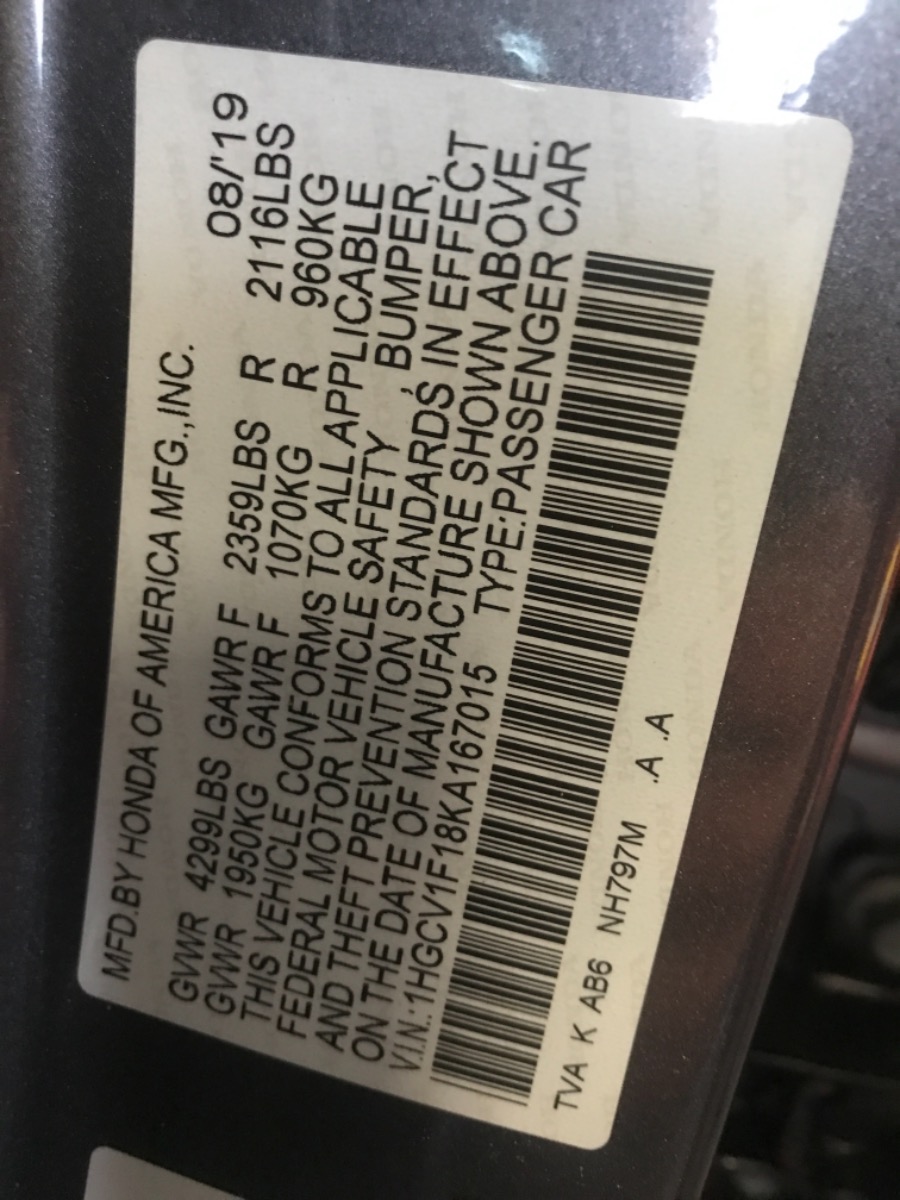 MFD.BY HONDA OF AMERICA MFG.,INC. 08/'19
GVWR 4299LBS GAWR F 2359LBS R 2116LBS
GVWR 1950KG GAWR F 1070KG R 960KG
THIS VEHICLE CONFORMS TO ALL APPLICABLE
FEDERAL MOTOR VEHICLE SAFETY , BUMPER,
AND THEFT PREVENTION STANDARDS IN EFFECT
ON THE DATE OF MANUFACTURE SHOWN ABOVE.
V.I.N.:1HGCV1F18KA167015 TYPE:PASSENGER CAR
TVA K AB6 NH797M .A .A